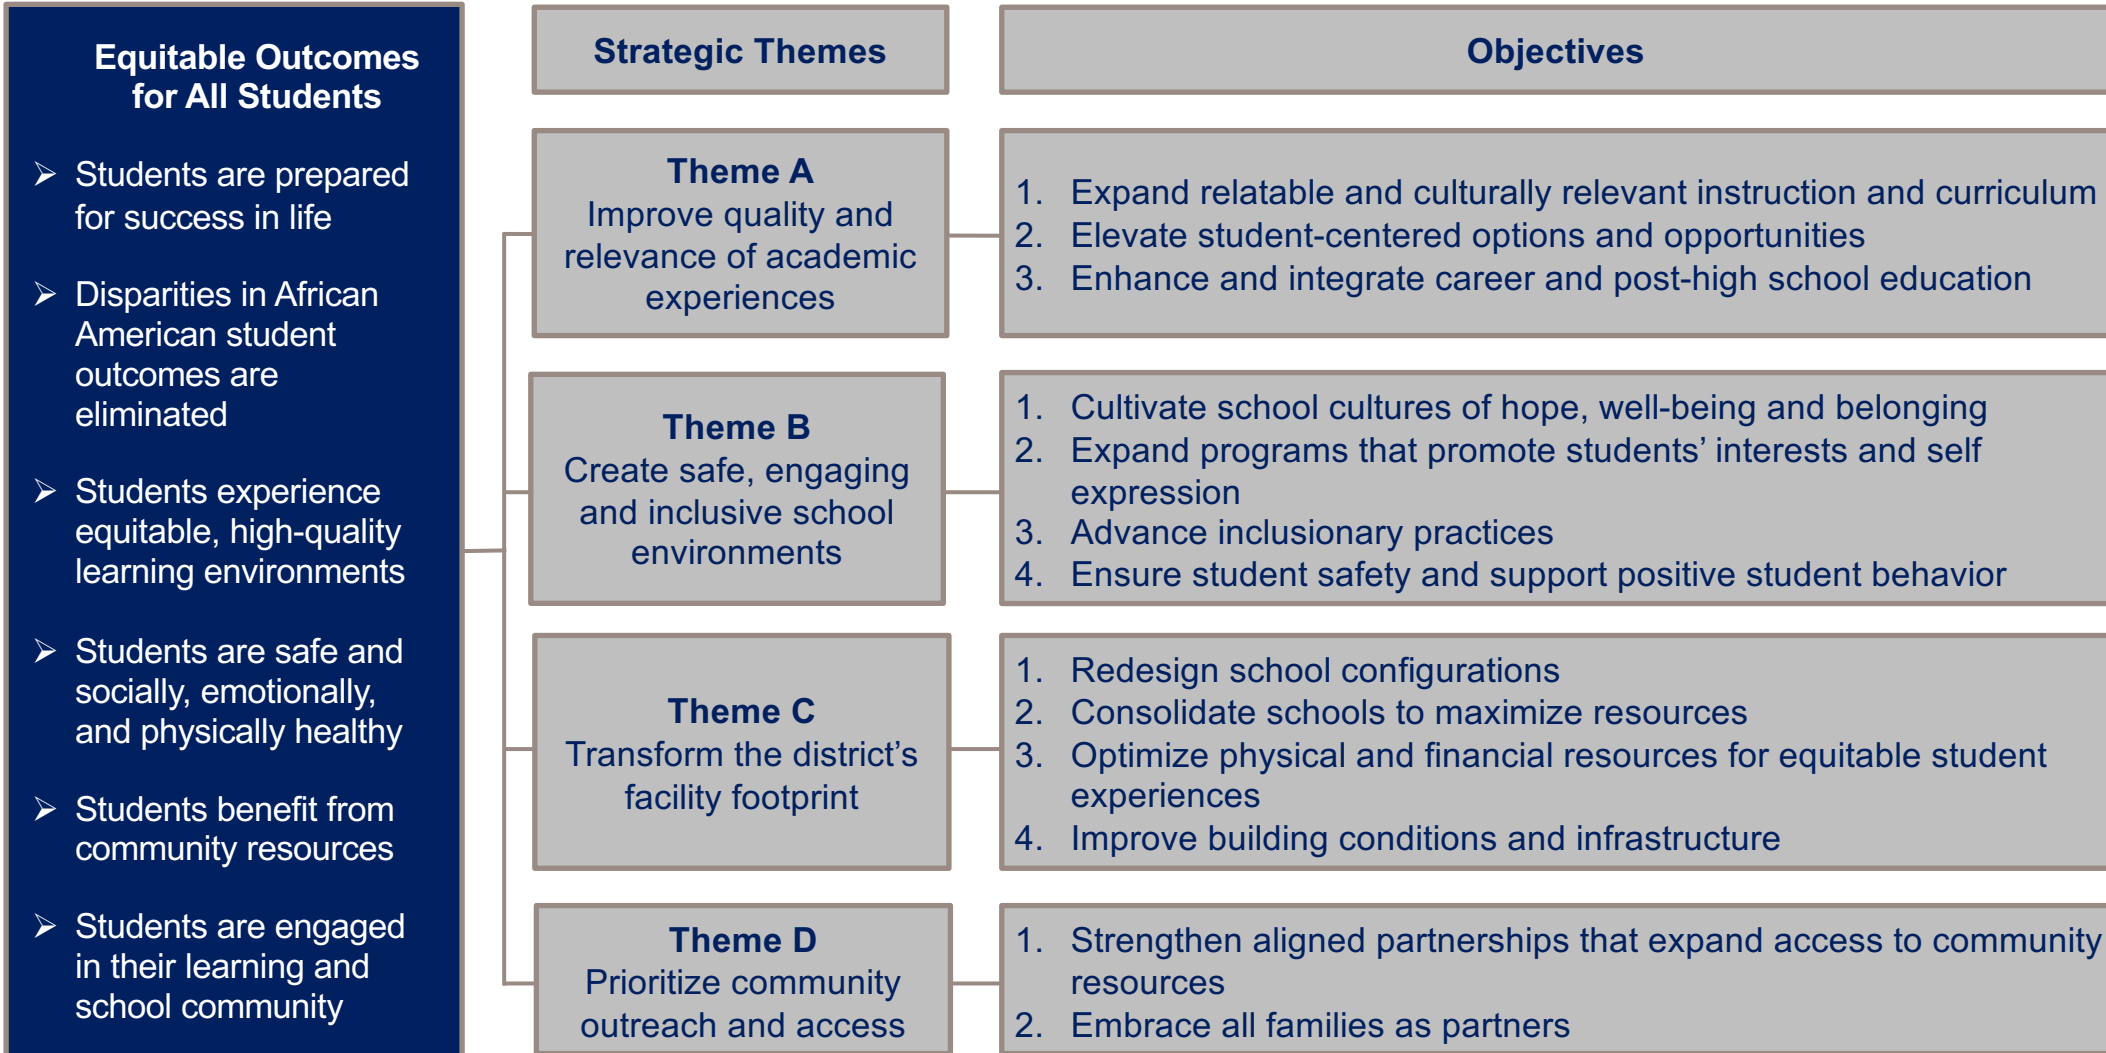 Equitable Outcomes
for All Students
➢ Students are prepared
for success in life
➢ Disparities in African
American student
outcomes are
eliminated
➢ Students experience
equitable, high-quality
learning environments
➢ Students are safe and
socially, emotionally,
and physically healthy
➢ Students benefit from
community resources
➢ Students are engaged
in their learning and
school community
Strategic Themes
Objectives
Theme A
Improve quality and
relevance of academic
experiences
1. Expand relatable and culturally relevant instruction and curriculum
2. Elevate student-centered options and opportunities
3. Enhance and integrate career and post-high school education
Theme B
Create safe, engaging
and inclusive school
environments
1. Cultivate school cultures of hope, well-being and belonging
2. Expand programs that promote students’ interests and self
expression
3. Advance inclusionary practices
4. Ensure student safety and support positive student behavior
Theme C
Transform the district’s
facility footprint
1. Redesign school configurations
2. Consolidate schools to maximize resources
3. Optimize physical and financial resources for equitable student
experiences
4. Improve building conditions and infrastructure
Theme D
Prioritize community
outreach and access
1. Strengthen aligned partnerships that expand access to community
resources
2. Embrace all families as partners